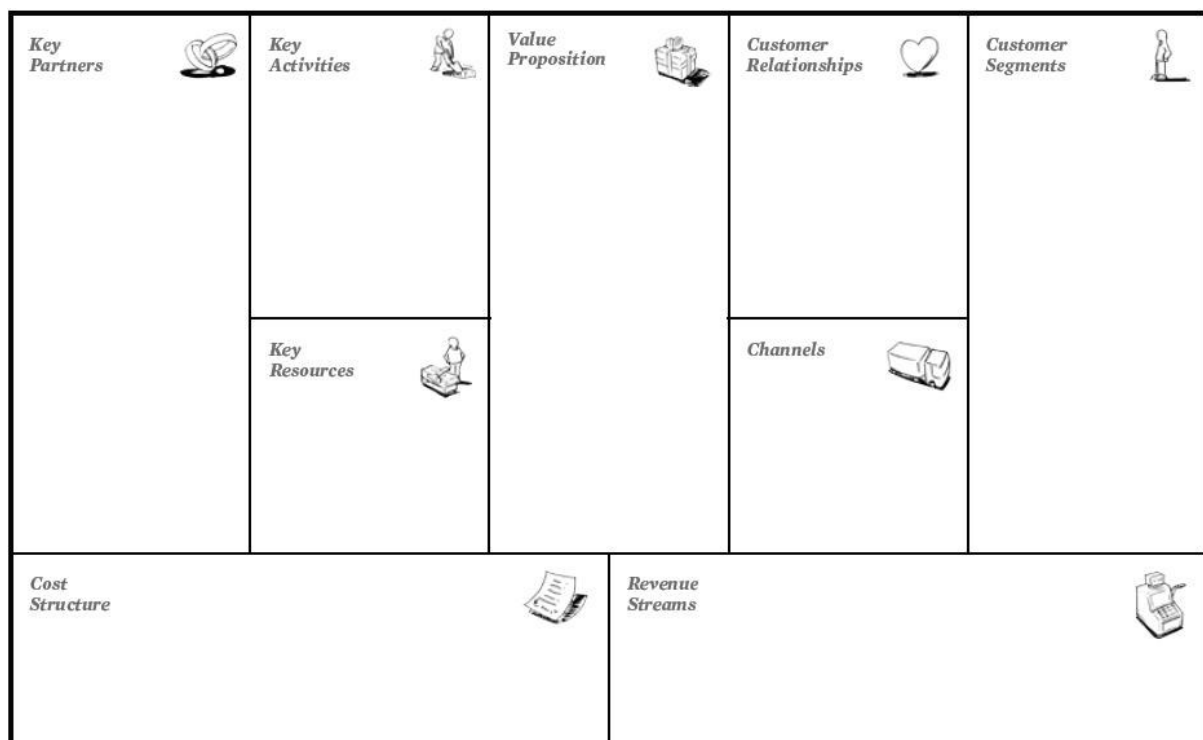 Key
Partners
Key
Activities
Value
Proposition
Customer
Relationships
Customer
Segments
Key
Resources
Channels
Cost
Structure
Revenue
Streams